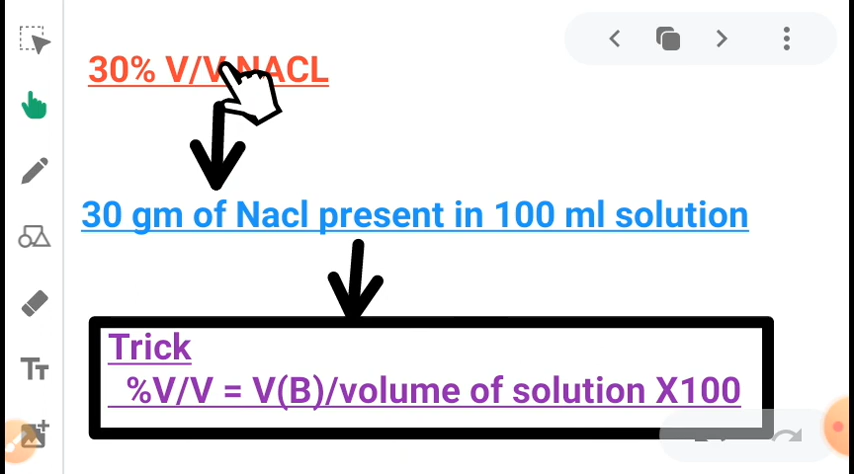 30% V/V NACL
30 gm of Nacl present in 100 ml solution
Trick
%V/V = V(B)/volume of solution X100